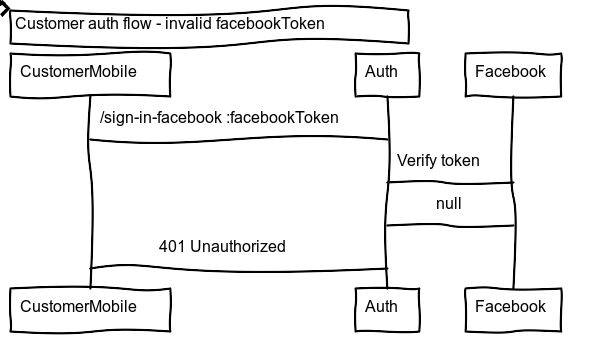 Customer auth flow - invalid facebookToken
CustomerMobile
Auth
Facebook
/sign-in-facebook :facebookToken
Verify token
null
401 Unauthorized
CustomerMobile
Auth
Facebook